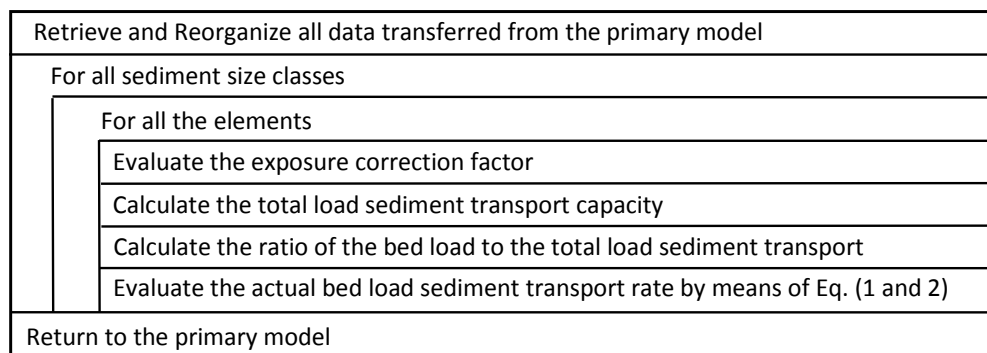 Retrieve and Reorganize all data transferred from the primary model
For all sediment size classes
For all the elements
Evaluate the exposure correction factor
Calculate the total load sediment transport capacity
Calculate the ratio of the bed load to the total load sediment transport
Evaluate the actual bed load sediment transport rate by means of Eq. (1 and 2)
Return to the primary model